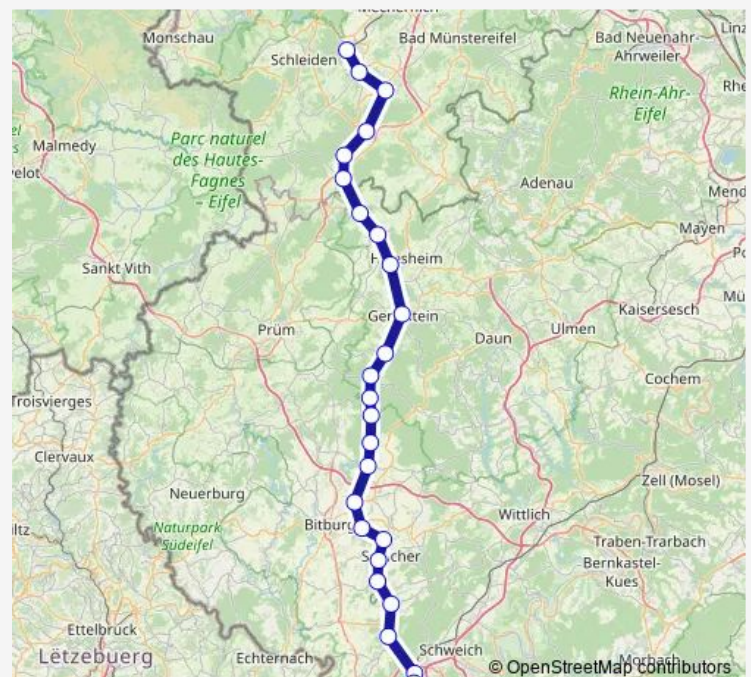 Monschau
Bad Münstereifel
Bad Neuenahr-
Ahrweiler
Schleiden
Rhein-Ahr-
Eifel
Malmedy
Parc naturel
des Hautes-
Fagnes
– Eifel
Adenau
Mayen
Sankt Vith
Kaisersesch
Prüm
Daun
Ulmen
Cochem
Troisvierges
Clervaux
Neuerburg
Zell (Mosel)
Naturpark
Südeifel
Bitburg
Wittlich
Traben-Trarbach
Bernkastel-
Kues
Ettelbruck
Lëtzebuerg
Echternach
Schweich
© OpenStreetMap contributors